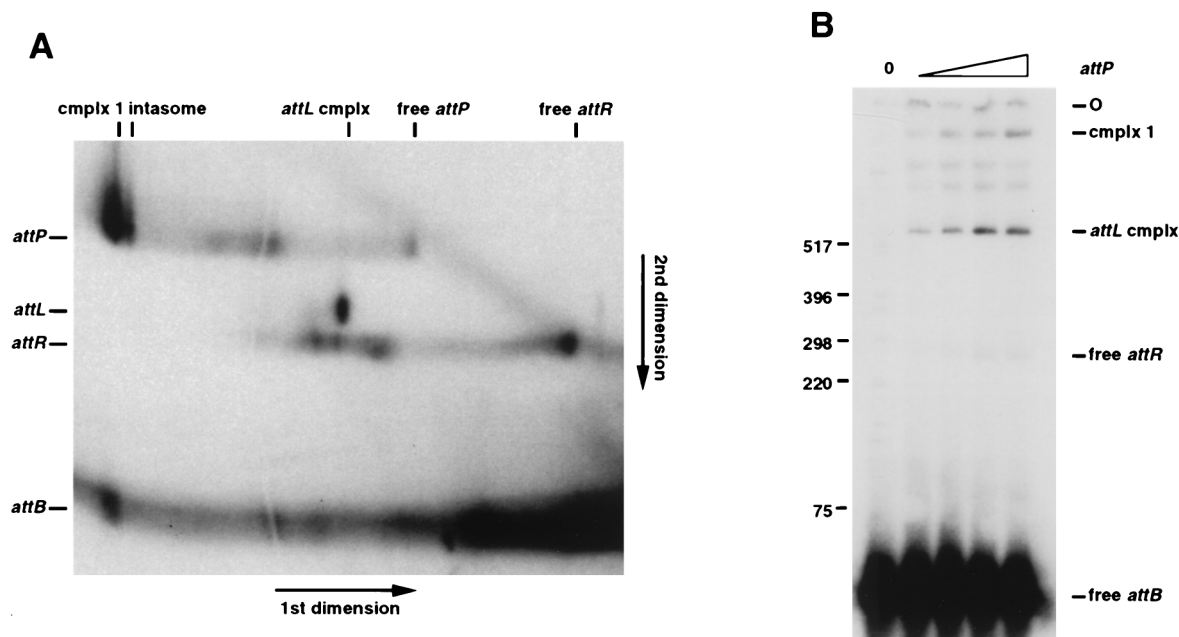 A
cmplx 1 intasome attL cmplx free attP free attR
attP
attL
attR
attB
2nd dimension
1st dimension
B
0 attP
O
cmplx 1
attL cmplx
517
396
298
free attR
220
75
free attB